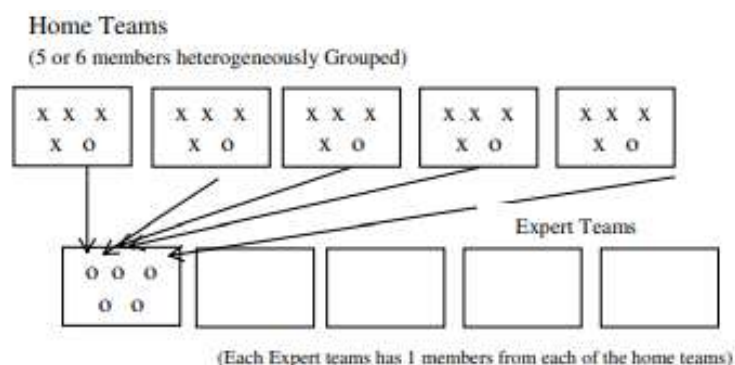 Home Teams
(5 or 6 members heterogeneously Grouped)
x x x x x x x x x x x x x x x
x o x o x o x o x o
Expert Teams
o o o
o o
(Each Expert teams has 1 members from each of the home teams)